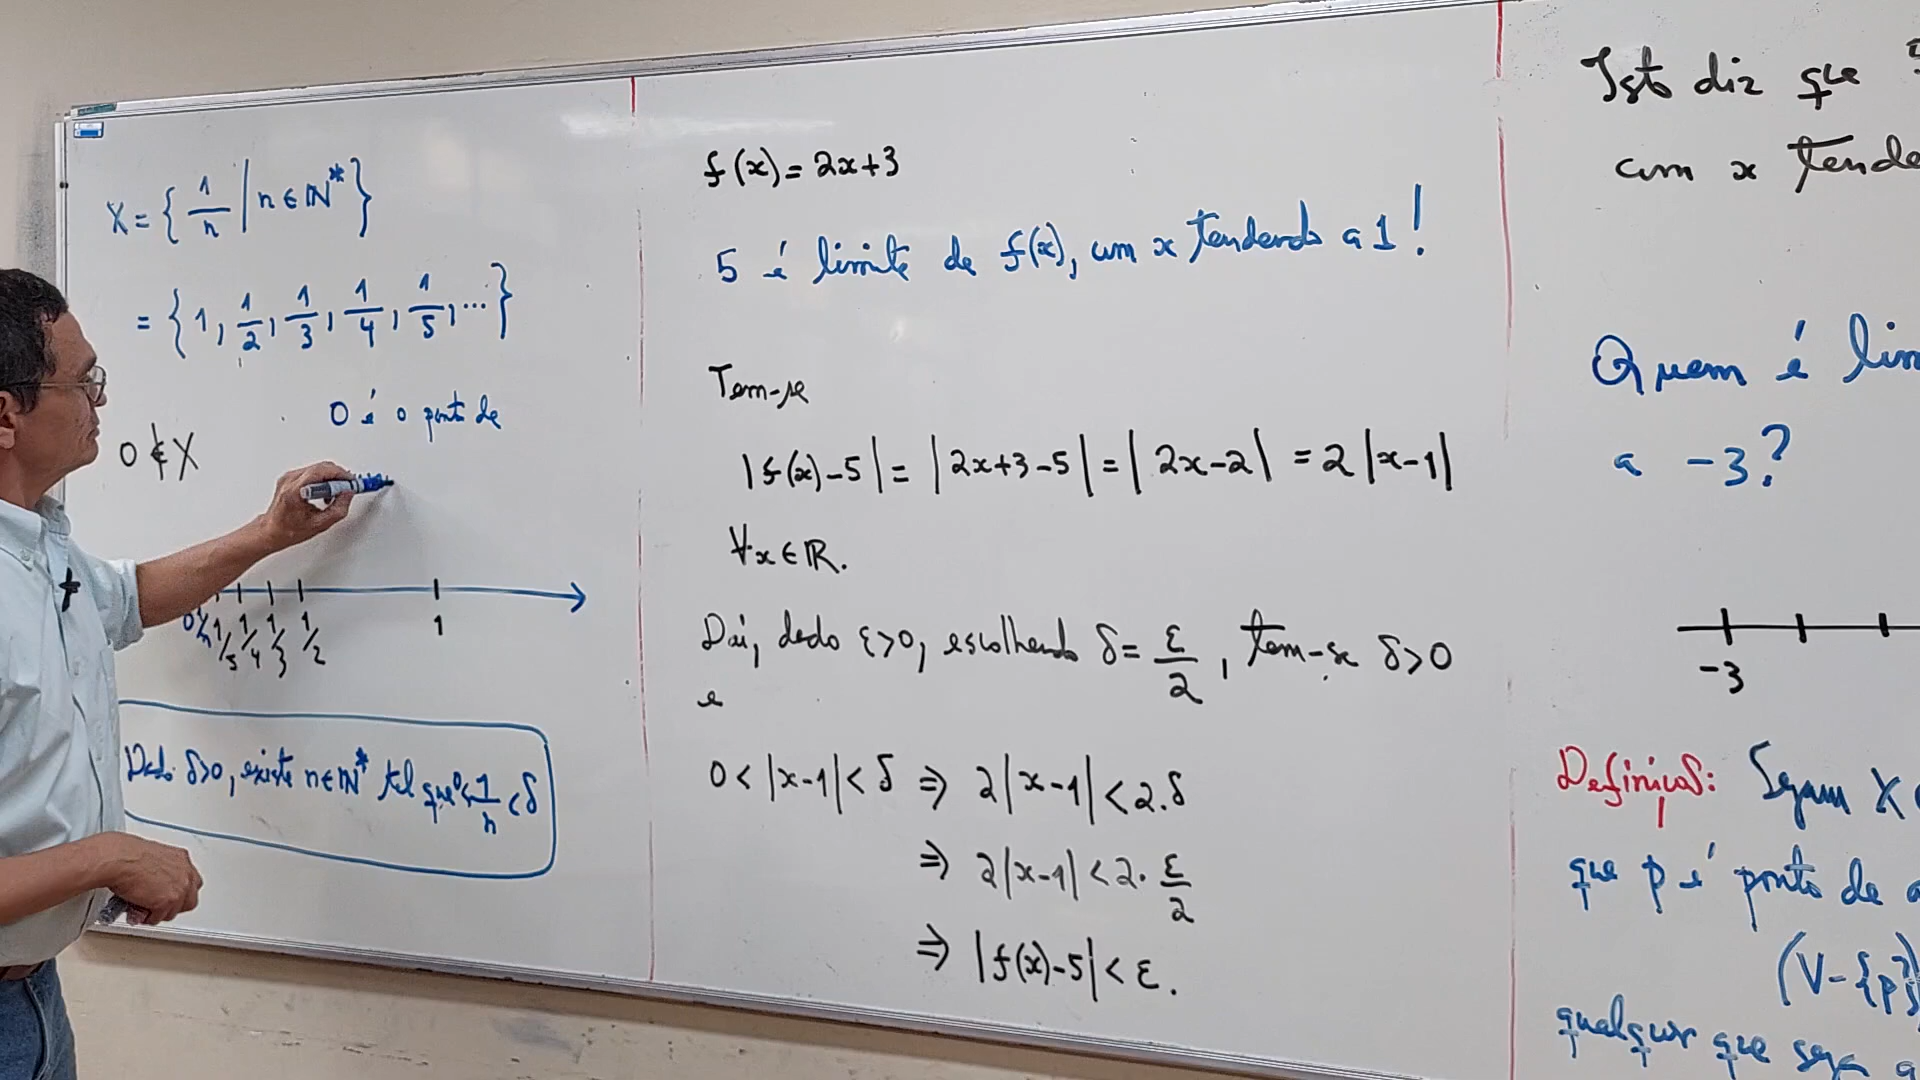 X = { 1/n | n ∈ ℕ* }
= { 1, 1/2, 1/3, 1/4, 1/5, ... }
0 é o ponto de
0 ∉ X
0 1/n 1/5 1/4 1/3 1/2 1
Dado δ>0, existe n∈ℕ* tal que 0<1/n<δ
f(x) = 2x+3
5 é limite de f(x), com x tendendo a 1!
Tem-se
|f(x)-5| = |2x+3-5| = |2x-2| = 2|x-1|
∀x∈ℝ.
Daí, dado ε>0, escolhendo δ = ε/2, tem-se δ>0
e
0 < |x-1| < δ ⇒ 2|x-1| < 2.δ
⇒ 2|x-1| < 2. ε/2
⇒ |f(x)-5| < ε.
Isto diz que
com x tende
Quem é lim
a -3?
-3
Definição: Sejam X
que p é ponto de a
(V-{p})
qualquer que seja a